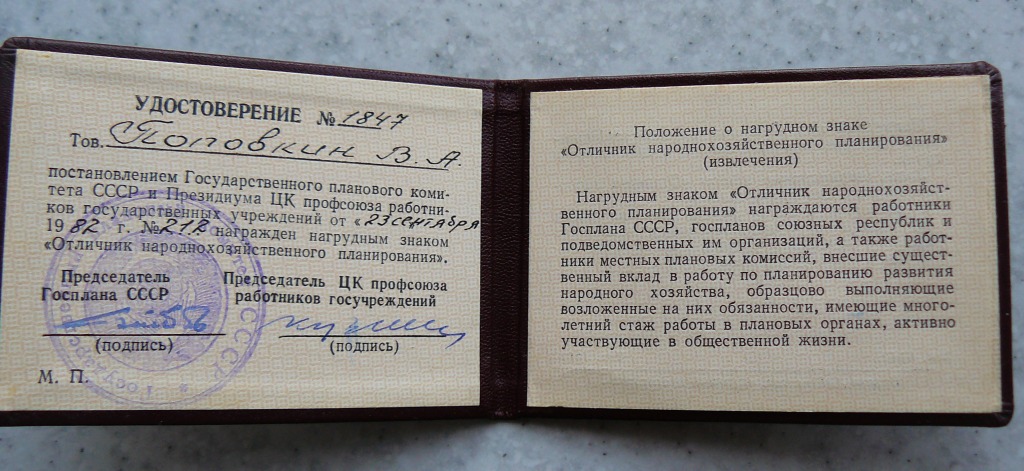 УДОСТОВЕРЕНИЕ № 1847
Тов. Поповкин В. А.
постановлением Государственного планового коми-
тета СССР и Президиума ЦК профсоюза работни-
ков государственных учреждений от «23 сентября
1982 г. № 212 награжден нагрудным знаком
«Отличник народнохозяйственного планирования».
Председатель
Госплана СССР
Председатель ЦК профсоюза
работников госучреждений
(подпись)
(подпись)
М. П.
Положение о нагрудном знаке
«Отличник народнохозяйственного планирования»
(извлечения)
Нагрудным знаком «Отличник народнохозяйст-
венного планирования» награждаются работники
Госплана СССР, госпланов союзных республик и
подведомственных им организаций, а также работ-
ники местных плановых комиссий, внесшие сущест-
венный вклад в работу по планированию развития
народного хозяйства, образцово выполняющие
возложенные на них обязанности, имеющие много-
летний стаж работы в плановых органах, активно
участвующие в общественной жизни.